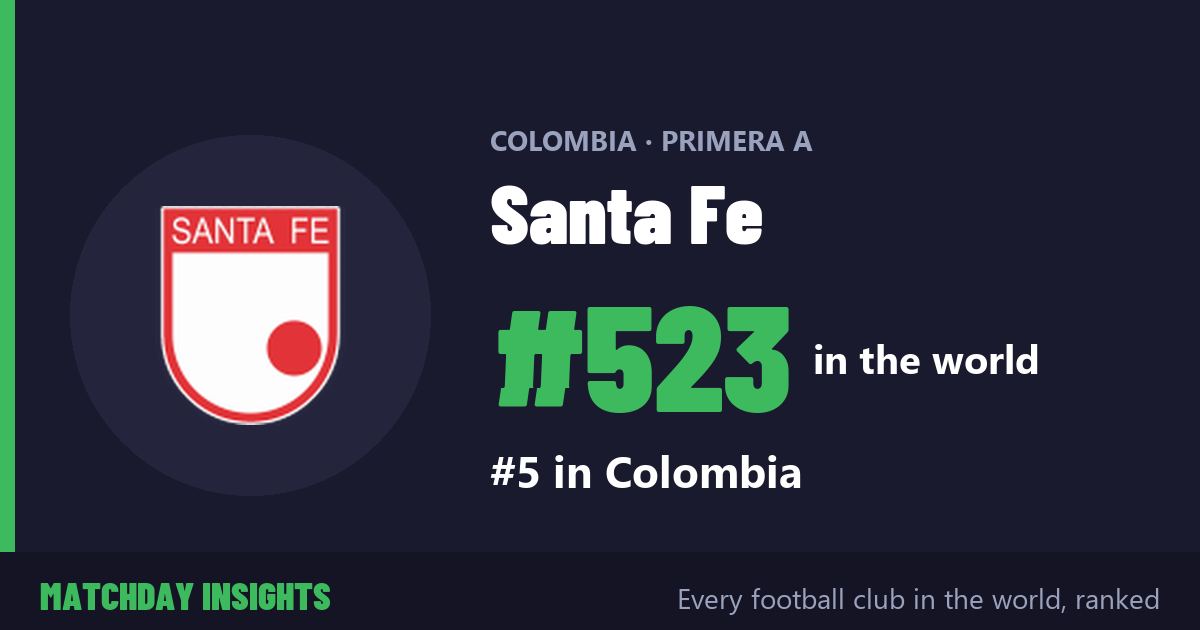 COLOMBIA · PRIMERA A
Santa Fe
SANTA FE
#523 in the world
#5 in Colombia
MATCHDAY INSIGHTS
Every football club in the world, ranked